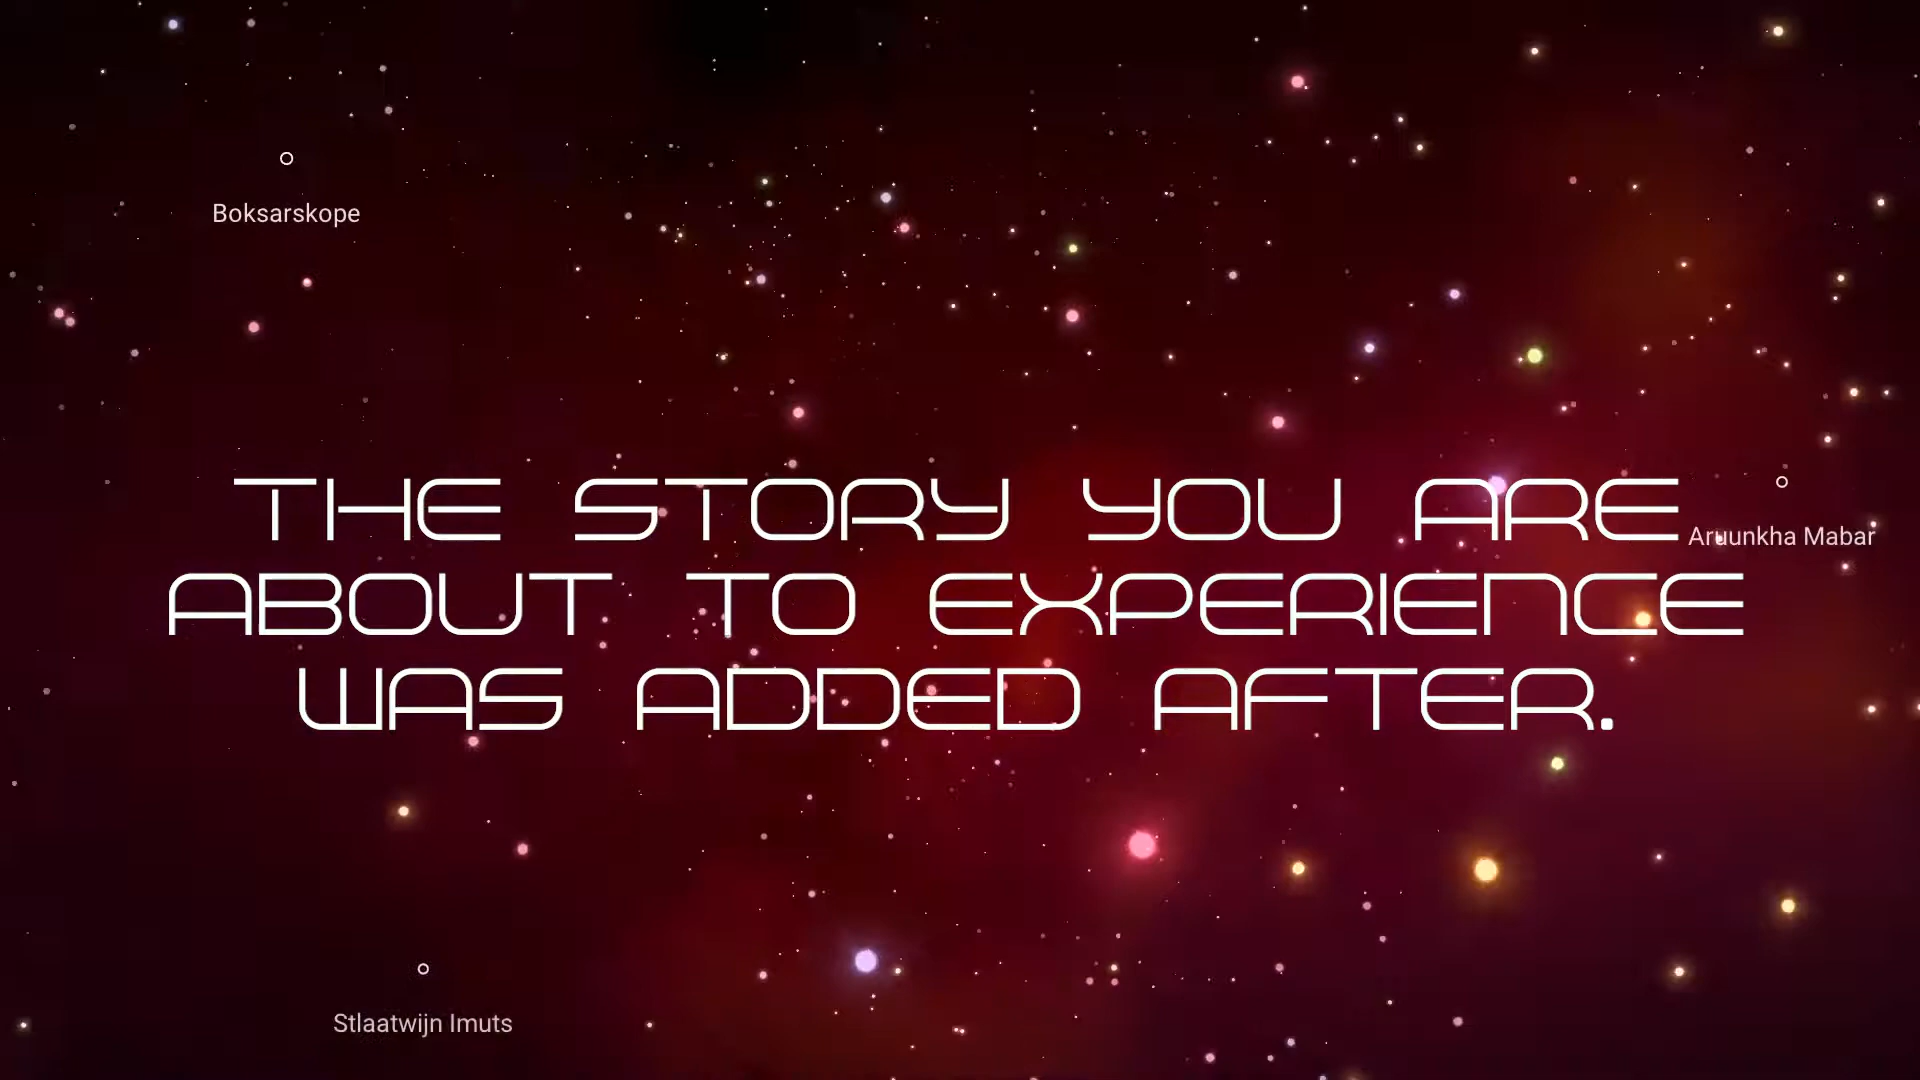 Boksarskope
THE STORY YOU ARE
Aruunkha Mabar
ABOUT TO EXPERIENCE
WAS ADDED AFTER.
Stlaatwijn Imuts